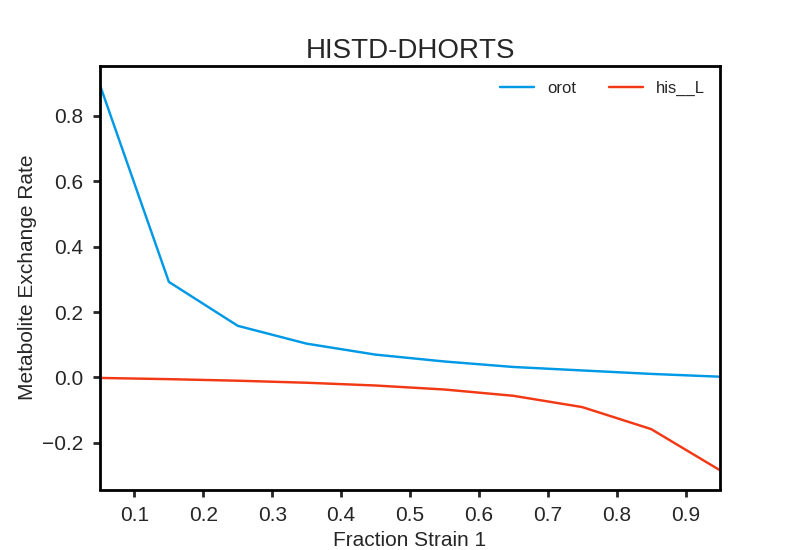 HISTD-DHORTS
orot his__L
Metabolite Exchange Rate
0.8
0.6
0.4
0.2
0.0
−0.2
0.1 0.2 0.3 0.4 0.5 0.6 0.7 0.8 0.9
Fraction Strain 1